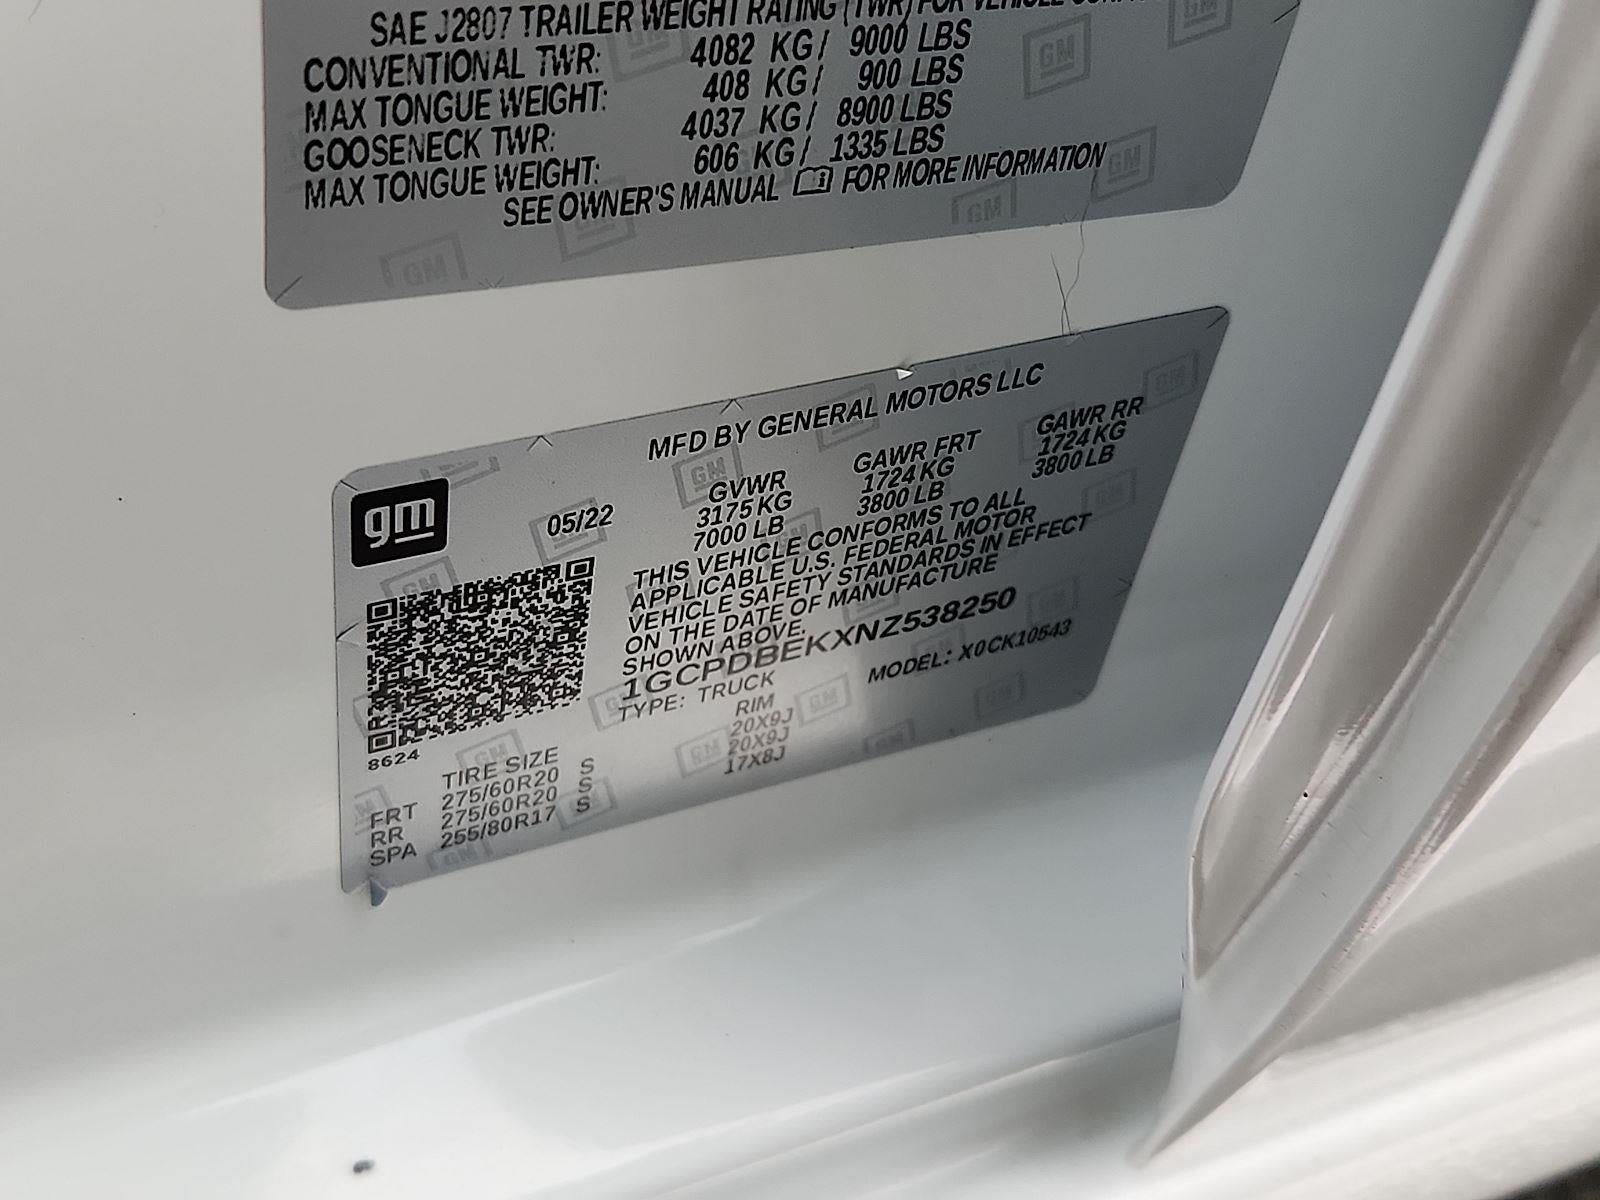 SAE J2807 TRAILER WEIGHT RATING (TWR) FOR VEHICLE
CONVENTIONAL TWR: 4082 KG/ 9000 LBS
MAX TONGUE WEIGHT: 408 KG/ 900 LBS
GOOSENECK TWR: 4037 KG/ 8900 LBS
MAX TONGUE WEIGHT: 606 KG/ 1335 LBS
SEE OWNER'S MANUAL FOR MORE INFORMATION
MFD BY GENERAL MOTORS LLC
gm
05/22
GVWR GAWR FRT GAWR RR
3175 KG 1724 KG 1724 KG
7000 LB 3800 LB 3800 LB
THIS VEHICLE CONFORMS TO ALL
APPLICABLE U.S. FEDERAL MOTOR
VEHICLE SAFETY STANDARDS IN EFFECT
ON THE DATE OF MANUFACTURE
SHOWN ABOVE.
1GCPDBEKXNZ538250
TYPE: TRUCK MODEL: X0CK10543
8624
TIRE SIZE RIM
FRT 275/60R20 S 20X9J
RR 275/60R20 S 20X9J
SPA 255/80R17 S 17X8J